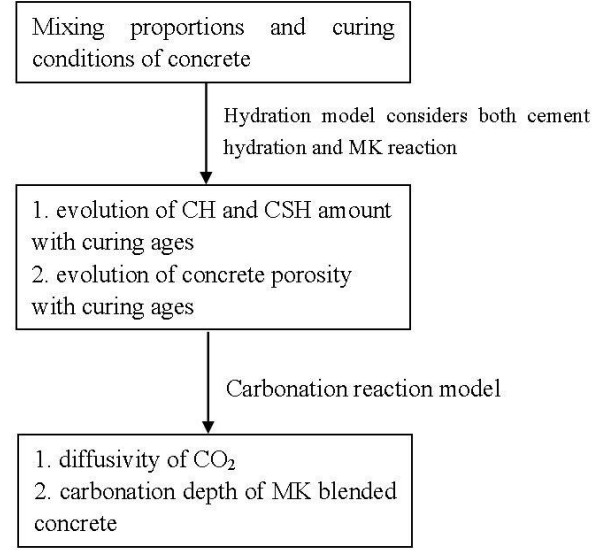 Mixing proportions and curing
conditions of concrete
Hydration model considers both cement
hydration and MK reaction
1. evolution of CH and CSH amount
with curing ages
2. evolution of concrete porosity
with curing ages
Carbonation reaction model
1. diffusivity of CO₂
2. carbonation depth of MK blended
concrete